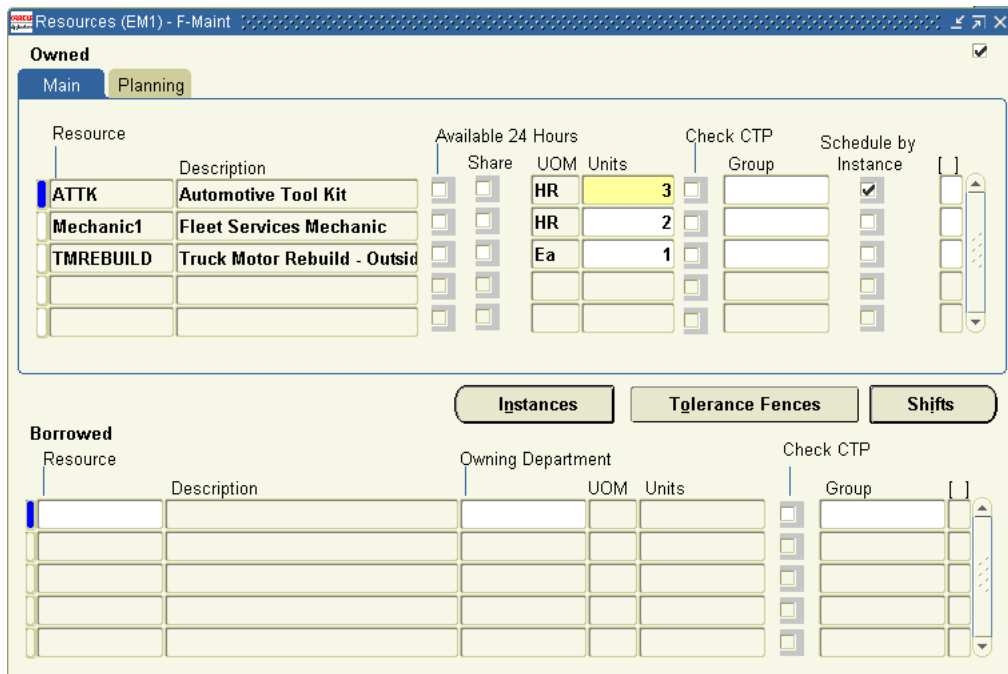 Resources (EM1) - F-Maint
Owned
Main Planning
Resource Available 24 Hours Check CTP Schedule by
Description Share UOM Units Group Instance [ ]
ATTK Automotive Tool Kit HR 3
Mechanic1 Fleet Services Mechanic HR 2
TMREBUILD Truck Motor Rebuild - Outsid Ea 1
Instances Tolerance Fences Shifts
Borrowed
Resource Owning Department Check CTP
Description UOM Units Group [ ]